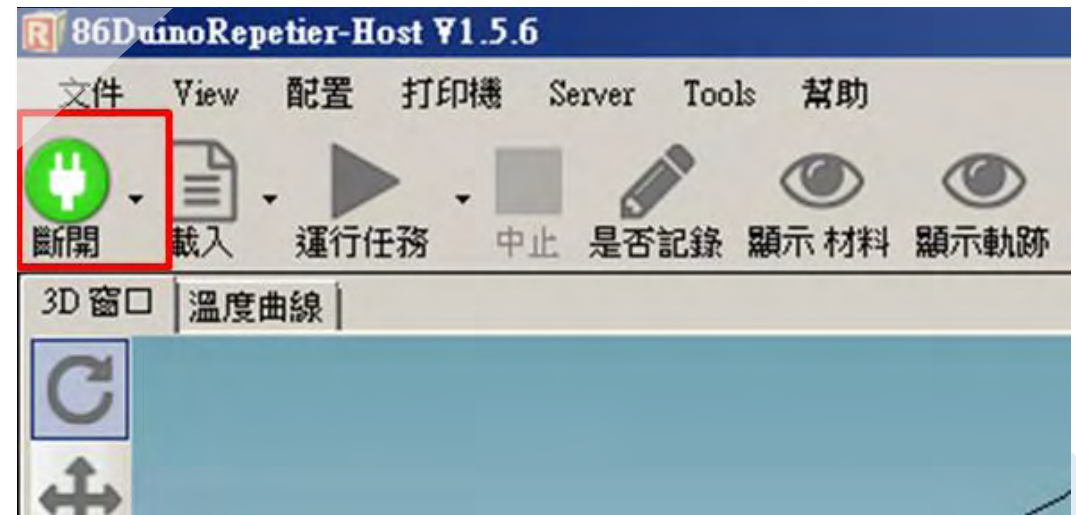 86DuinoRepetier-Host V1.5.6
文件 View 配置 打印機 Server Tools 幫助
斷開 載入 運行任務 中止 是否記錄 顯示材料 顯示軌跡
3D 窗口 溫度曲線